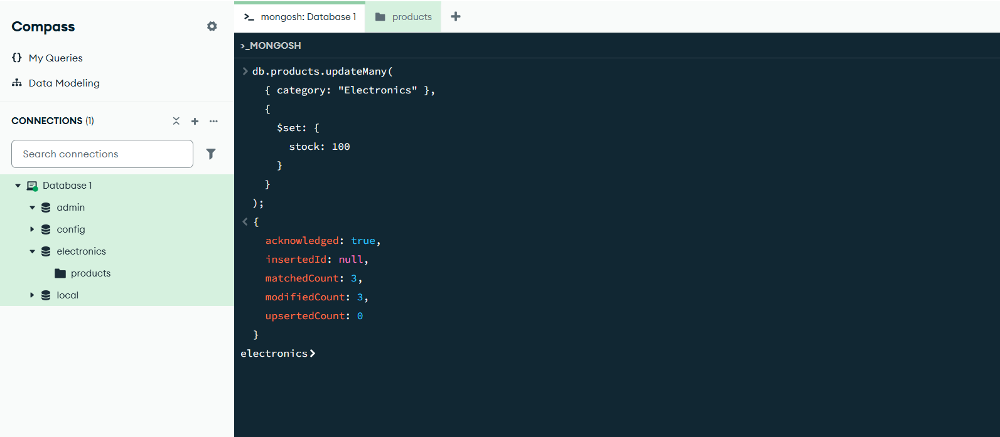 Compass
My Queries
Data Modeling
CONNECTIONS (1)
Search connections
Database 1
admin
config
electronics
products
local
mongosh: Database 1
products
>_MONGOSH
db.products.updateMany(
{ category: "Electronics" },
{
$set: {
stock: 100
}
}
);
{
acknowledged: true,
insertedId: null,
matchedCount: 3,
modifiedCount: 3,
upsertedCount: 0
}
electronics>